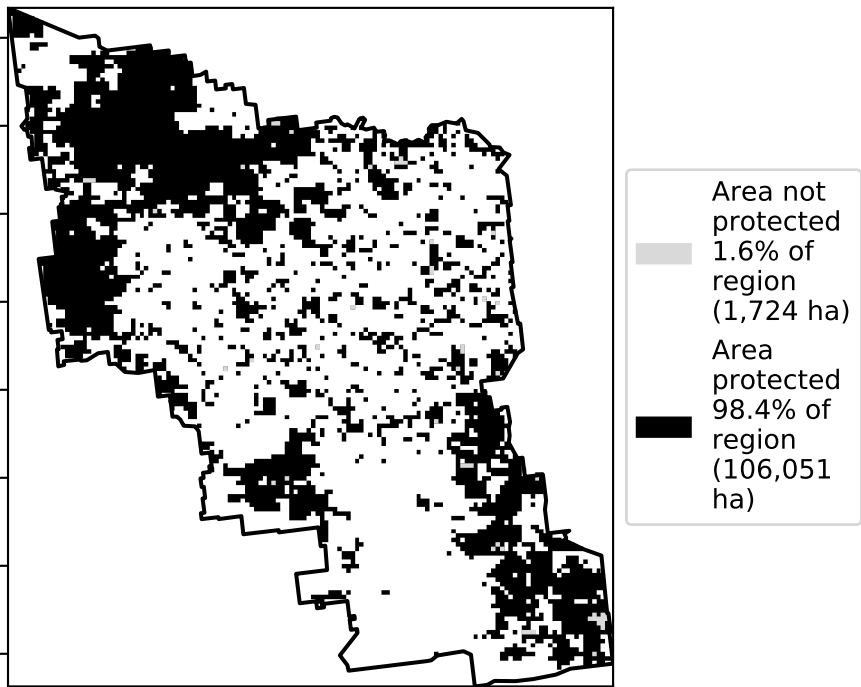 Area not
protected
1.6% of
region
(1,724 ha)
Area
protected
98.4% of
region
(106,051
ha)